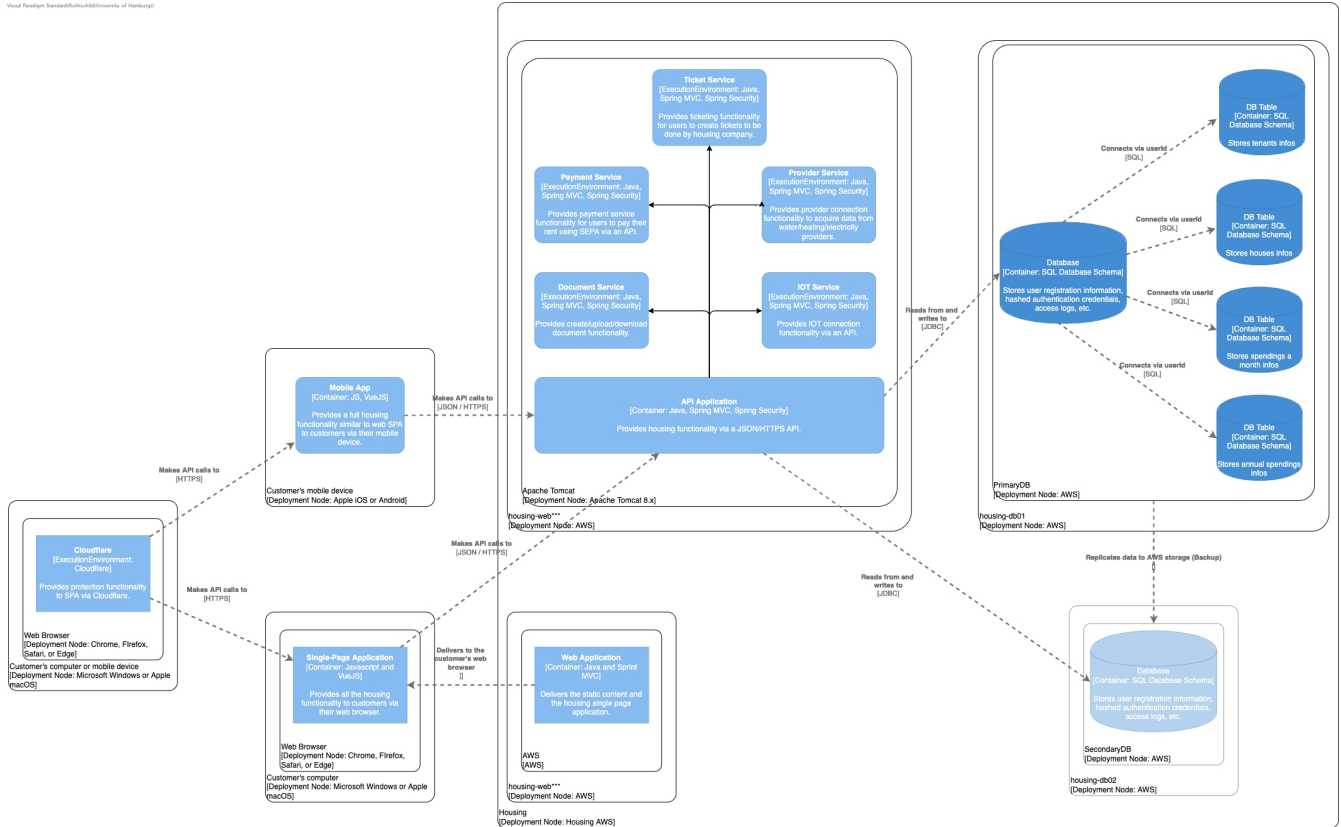 Visual Paradigm Standard(Rothschild(University of Hamburg))
Ticket Service
[ExecutionEnvironment: Java,
Spring MVC, Spring Security]
Provides ticketing functionality
for users to create tickets to be
done by housing company.
Payment Service
[ExecutionEnvironment: Java,
Spring MVC, Spring Security]
Provides payment service
functionality for users to pay their
rent using SEPA via an API.
Provider Service
[ExecutionEnvironment: Java,
Spring MVC, Spring Security]
Provides provider connection
functionality to acquire data from
water/heating/electricity
providers.
Document Service
[ExecutionEnvironment: Java,
Spring MVC, Spring Security]
Provides create/upload/download
document functionality.
IOT Service
[ExecutionEnvironment: Java,
Spring MVC, Spring Security]
Provides IOT connection
functionality via an API.
API Application
[Container: Java, Spring MVC, Spring Security]
Provides housing functionality via a JSON/HTTPS API.
Apache Tomcat
[Deployment Node: Apache Tomcat 8.x]
housing-web***
[Deployment Node: AWS]
Reads from and
writes to
[JDBC]
Database
[Container: SQL Database Schema]
Stores user registration information,
hashed authentication credentials,
access logs, etc.
Connects via userId
[SQL]
Connects via userId
[SQL]
Connects via userId
[SQL]
Connects via userId
[SQL]
DB Table
[Container: SQL
Database Schema]
Stores tenants infos
DB Table
[Container: SQL
Database Schema]
Stores houses infos
DB Table
[Container: SQL
Database Schema]
Stores spendings a
month infos
DB Table
[Container: SQL
Database Schema]
Stores annual spendings
infos
PrimaryDB
[Deployment Node: AWS]
housing-db01
[Deployment Node: AWS]
Mobile App
[Container: JS, VueJS]
Provides a full housing
functionality similar to web SPA
to customers via their mobile
device.
Customer's mobile device
[Deployment Node: Apple iOS or Android]
Makes API calls to
[JSON / HTTPS]
Makes API calls to
[HTTPS]
Cloudflare
[ExecutionEnvironment:
Cloudflare]
Provides protection functionality
to SPA via Cloudflare.
Web Browser
[Deployment Node: Chrome, Firefox,
Safari, or Edge]
Customer's computer or mobile device
[Deployment Node: Microsoft Windows or Apple
macOS]
Makes API calls to
[HTTPS]
Makes API calls to
[JSON / HTTPS]
Single-Page Application
[Container: Javascript and
VueJS]
Provides all the housing
functionality to customers via
their web browser.
Web Browser
[Deployment Node: Chrome, Firefox,
Safari, or Edge]
Customer's computer
[Deployment Node: Microsoft Windows or Apple
macOS]
Delivers to the
customer's web
browser
[]
Web Application
[Container: Java and Sprint
MVC]
Delivers the static content and
the housing single page
application.
AWS
[AWS]
housing-web***
[Deployment Node: AWS]
Housing
[Deployment Node: Housing AWS]
Reads from and
writes to
[JDBC]
Replicates data to AWS storage (Backup)
[]
Database
[Container: SQL Database Schema]
Stores user registration information,
hashed authentication credentials,
access logs, etc.
SecondaryDB
[Deployment Node: AWS]
housing-db02
[Deployment Node: AWS]